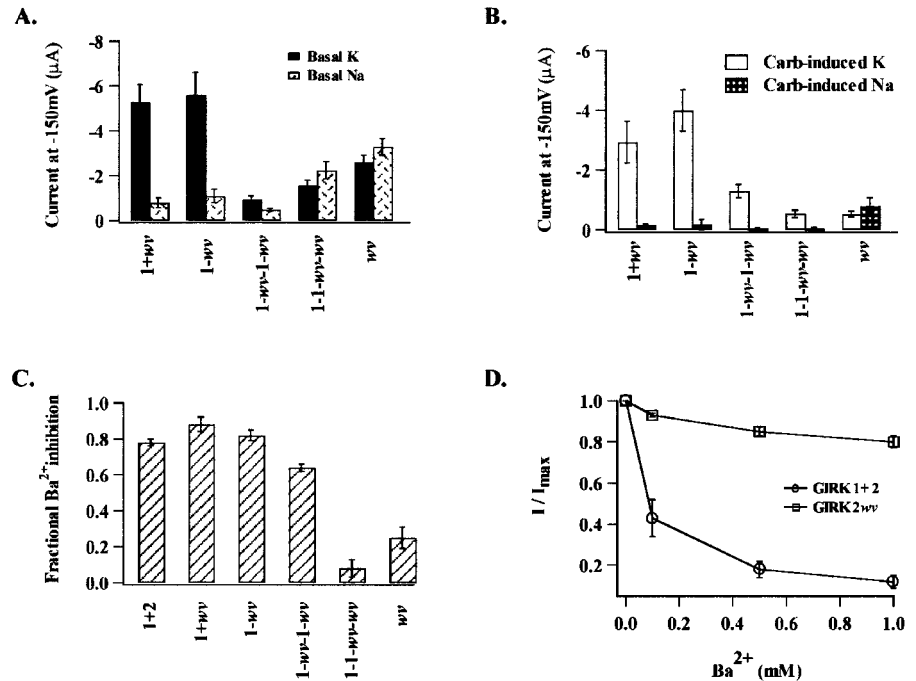 A.
Current at -150mV (μA)
-8
-6
-4
-2
0
Basal K
Basal Na
1+wv
1-wv
1-wv-1-wv
1-1-wv-wv
wv
B.
Current at -150mV (μA)
-6
-4
-2
0
Carb-induced K
Carb-induced Na
1+wv
1-wv
1-wv-1-wv
1-1-wv-wv
wv
C.
Fractional Ba2+inhibition
1.0
0.8
0.6
0.4
0.2
0.0
1+2
1+wv
1-wv
1-wv-1-wv
1-1-wv-wv
wv
D.
I / Imax
1.0
0.8
0.6
0.4
0.2
GIRK1+2
GIRK2wv
0.0 0.2 0.4 0.6 0.8 1.0
Ba2+ (mM)